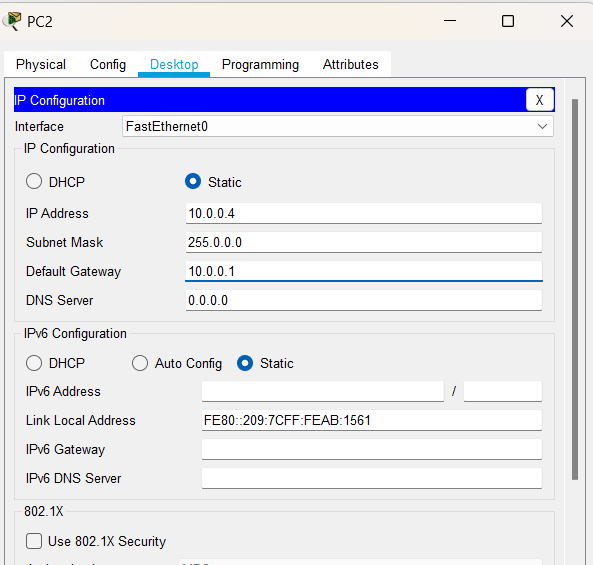 PC2
Physical Config Desktop Programming Attributes
IP Configuration X
Interface FastEthernet0
IP Configuration
DHCP Static
IP Address 10.0.0.4
Subnet Mask 255.0.0.0
Default Gateway 10.0.0.1
DNS Server 0.0.0.0
IPv6 Configuration
DHCP Auto Config Static
IPv6 Address /
Link Local Address FE80::209:7CFF:FEAB:1561
IPv6 Gateway
IPv6 DNS Server
802.1X
Use 802.1X Security